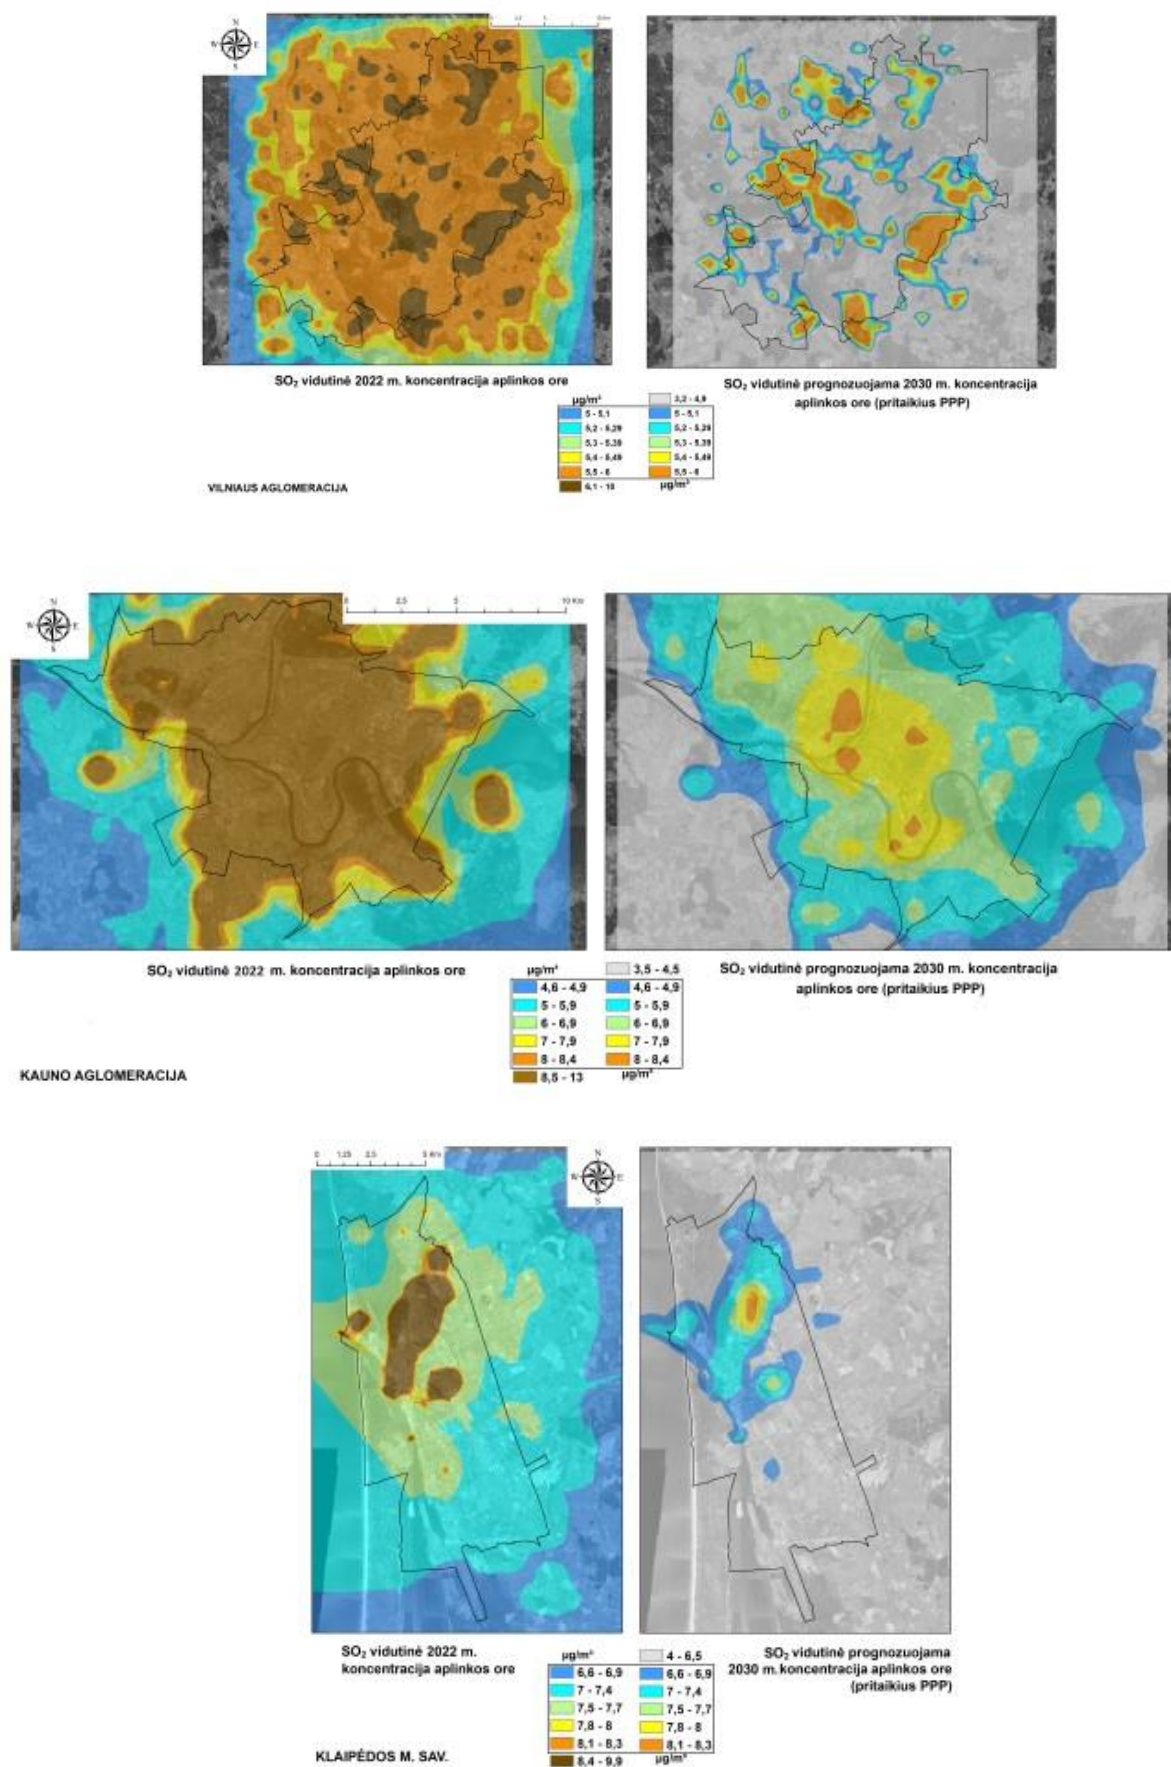 N
W E
S
0 2,5 5 10 Km
SO₂ vidutinė 2022 m. koncentracija aplinkos ore
SO₂ vidutinė prognozuojama 2030 m. koncentracija
aplinkos ore (pritaikius PPP)
µg/m³ 3,2 - 4,9
5 - 5,1 5 - 5,1
5,2 - 5,29 5,2 - 5,29
5,3 - 5,39 5,3 - 5,39
5,4 - 5,49 5,4 - 5,49
5,5 - 6 5,5 - 6
6,1 - 10 µg/m³
VILNIAUS AGLOMERACIJA
N
W E
S
0 2,5 5 10 Km
SO₂ vidutinė 2022 m. koncentracija aplinkos ore
SO₂ vidutinė prognozuojama 2030 m. koncentracija
aplinkos ore (pritaikius PPP)
µg/m³ 3,5 - 4,5
4,6 - 4,9 4,6 - 4,9
5 - 5,9 5 - 5,9
6 - 6,9 6 - 6,9
7 - 7,9 7 - 7,9
8 - 8,4 8 - 8,4
8,5 - 13 µg/m³
KAUNO AGLOMERACIJA
0 1,25 2,5 5 Km
N
W E
S
SO₂ vidutinė 2022 m.
koncentracija aplinkos ore
SO₂ vidutinė prognozuojama
2030 m. koncentracija aplinkos ore
(pritaikius PPP)
µg/m³ 4 - 6,5
6,6 - 6,9 6,6 - 6,9
7 - 7,4 7 - 7,4
7,5 - 7,7 7,5 - 7,7
7,8 - 8 7,8 - 8
8,1 - 8,3 8,1 - 8,3
8,4 - 9,9 µg/m³
KLAIPĖDOS M. SAV.